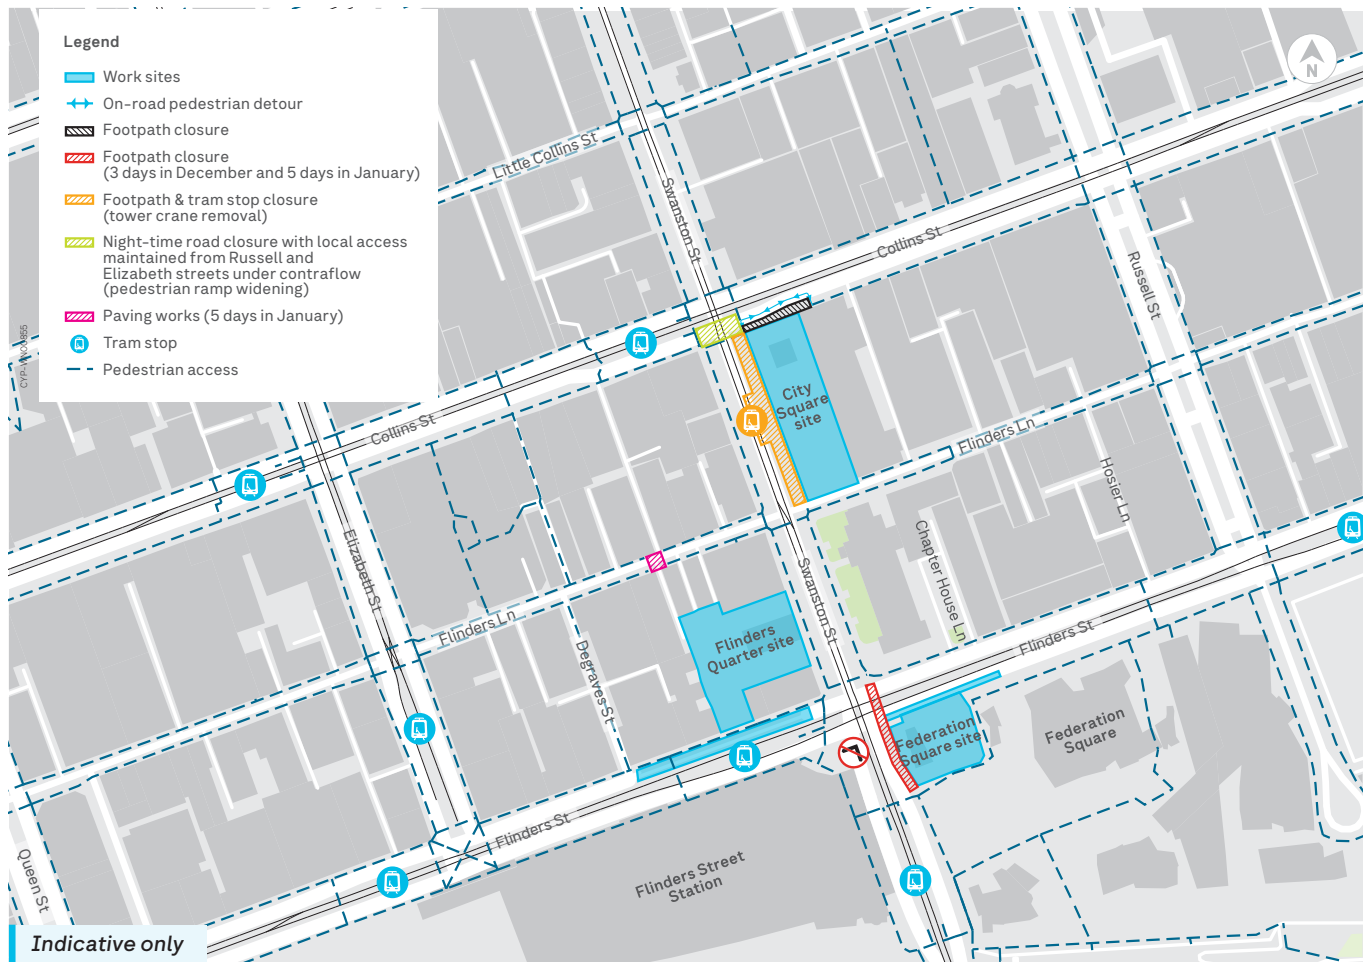 Legend
Work sites
On-road pedestrian detour
Footpath closure
Footpath closure
(3 days in December and 5 days in January)
Footpath & tram stop closure
(tower crane removal)
Night-time road closure with local access
maintained from Russell and
Elizabeth streets under contraflow
(pedestrian ramp widening)
Paving works (5 days in January)
Tram stop
Pedestrian access
N
Little Collins St
Swanston St
Collins St
Russell St
City
Square
site
Collins St
Flinders Ln
Hosier Ln
Elizabeth St
Chapter House Ln
Swanston St
Flinders Ln
Flinders
Quarter site
Flinders St
Degraves St
Federation
Square site
Federation
Square
Flinders St
Queen St
Flinders Street
Station
Indicative only